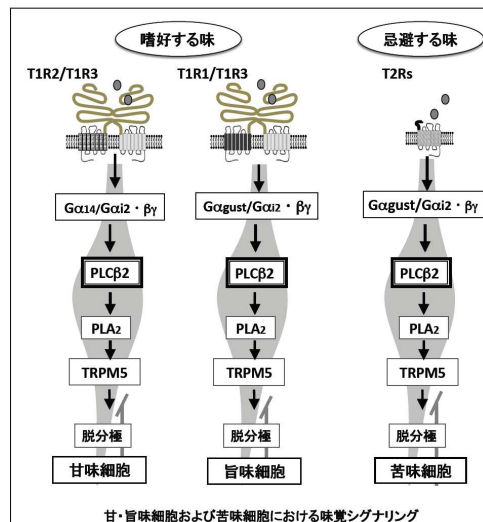 嗜好する味
忌避する味
T1R2/T1R3
T1R1/T1R3
T2Rs
Gα14/Gαi2・βγ
Gαgust/Gαi2・βγ
Gαgust/Gαi2・βγ
PLCβ2
PLCβ2
PLCβ2
PLA2
PLA2
PLA2
TRPM5
TRPM5
TRPM5
脱分極
脱分極
脱分極
甘味細胞
旨味細胞
苦味細胞
甘・旨味細胞および苦味細胞における味覚シグナリング